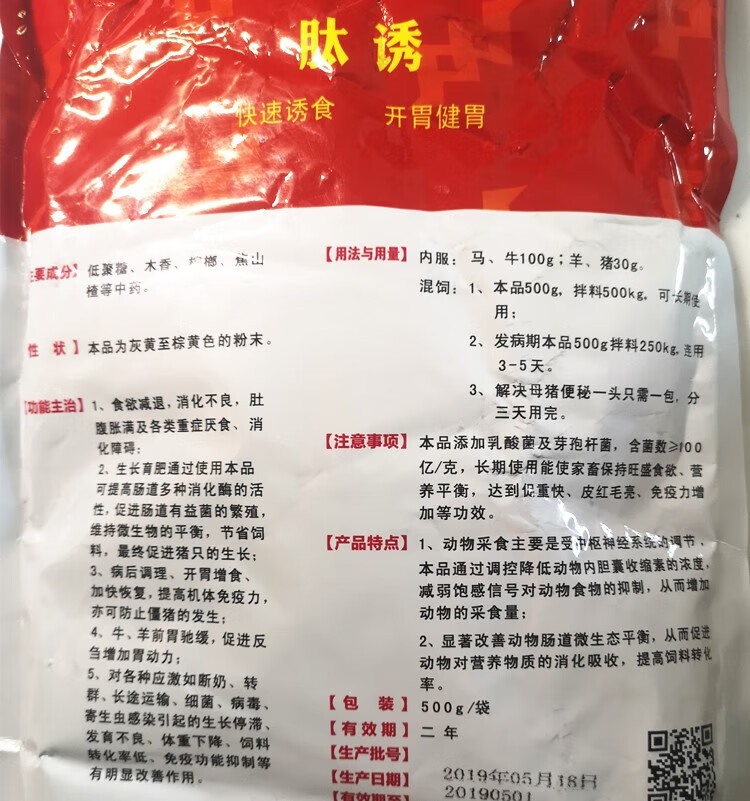 肽诱
快速诱食 开胃健胃
主要成分】低聚糖、木香、槟榔、焦山
楂等中药。
性 状】本品为灰黄至棕黄色的粉末。
【功能主治】1、食欲减退,消化不良,肚
腹胀满及各类重症厌食、消
化障碍;
2、生长育肥通过使用本品
可提高肠道多种消化酶的活
性,促进肠道有益菌的繁殖,
维持微生物的平衡,节省饲
料,最终促进猪只的生长;
3、病后调理、开胃增食、
加快恢复,提高机体免疫力,
亦可防止僵猪的发生;
4、牛、羊前胃驰缓,促进反
刍增加胃动力;
5、对各种应激如断奶、转
群、长途运输、细菌、病毒、
寄生虫感染引起的生长停滞、
发育不良、体重下降、饲料
转化率低、免疫功能抑制等
有明显改善作用。
【用法与用量】内服:马、牛100g;羊、猪30g。
混饲:1、本品500g,拌料500kg,可长期使
用;
2、发病期本品500g拌料250kg,连用
3-5天。
3、解决母猪便秘一头只需一包,分
三天用完。
【注意事项】本品添加乳酸菌及芽孢杆菌,含菌数≥100
亿/克,长期使用能使家畜保持旺盛食欲、营
养平衡,达到促重快、皮红毛亮、免疫力增
加等功效。
【产品特点】1、动物采食主要是受中枢神经系统的调节,
本品通过调控降低动物内胆囊收缩素的浓度,
减弱饱感信号对动物食物的抑制,从而增加
动物的采食量;
2、显著改善动物肠道微生态平衡,从而促进
动物对营养物质的消化吸收,提高饲料转化
率。
【包 装】500g/袋
【有效期】二年
【生产批号】
【生产日期】2019年05月18日
【有效期至】20190501